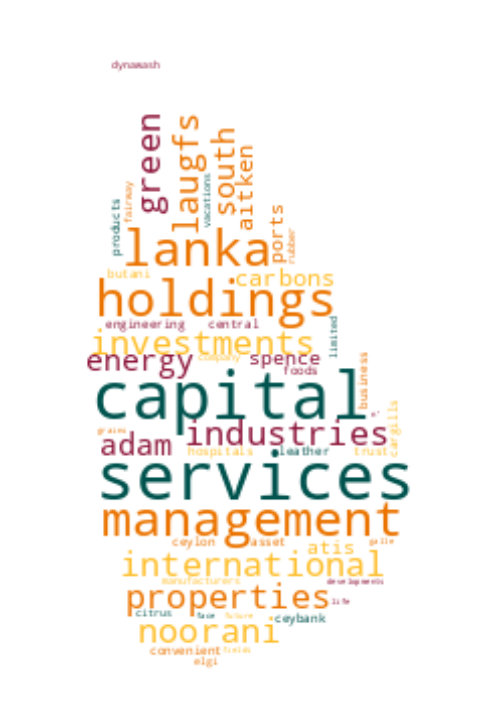 dynawash
green
laugfs
south
aitken
vacations
fairway
products
ports
rubber
lanka
butani
carbons
holdings
engineering central
limited
investments
energy
company
spence
foods
business
capital
n'
cargills
grains
adam
industries
hospitals
leather
trust
services
management
ceylon
asset
atis
galle
international
manufacturers
developments
properties
life
citrus
face
future
ceybank
noorani
convenient
fields
elgi